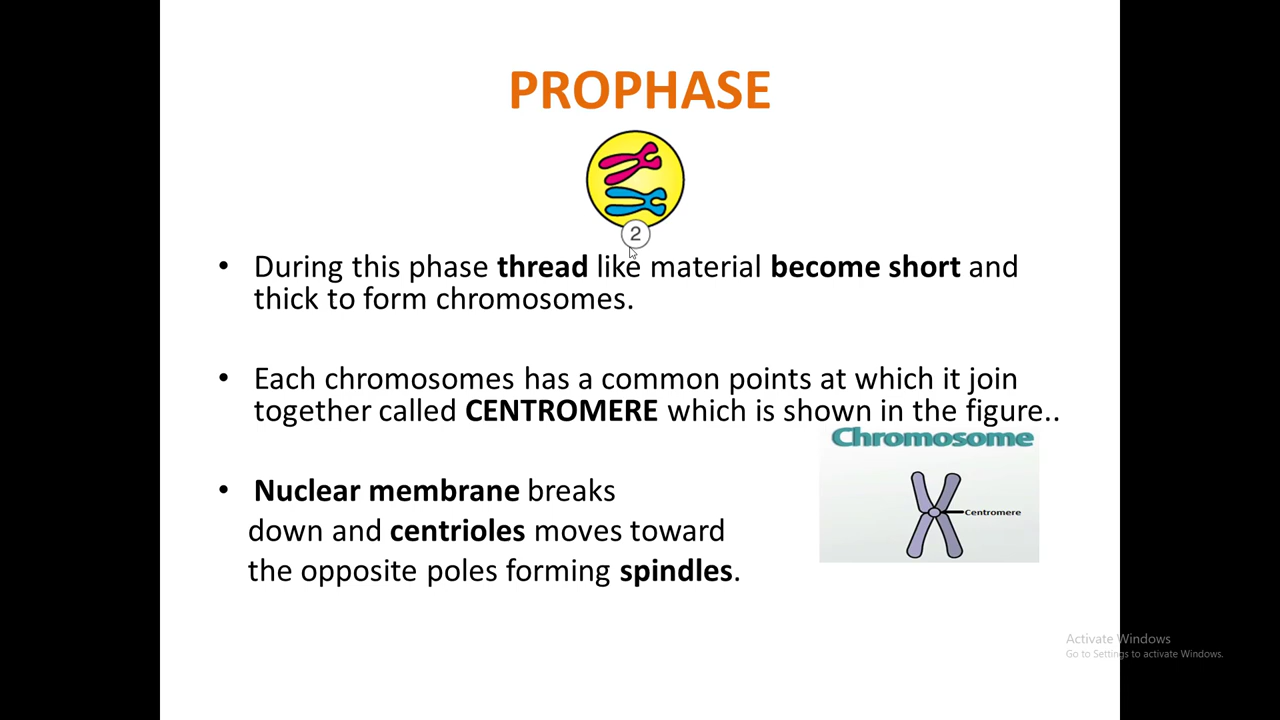 PROPHASE
2
• During this phase thread like material become short and
thick to form chromosomes.
• Each chromosomes has a common points at which it join
together called CENTROMERE which is shown in the figure..
Chromosome
Centromere
• Nuclear membrane breaks
down and centrioles moves toward
the opposite poles forming spindles.
Activate Windows
Go to Settings to activate Windows.